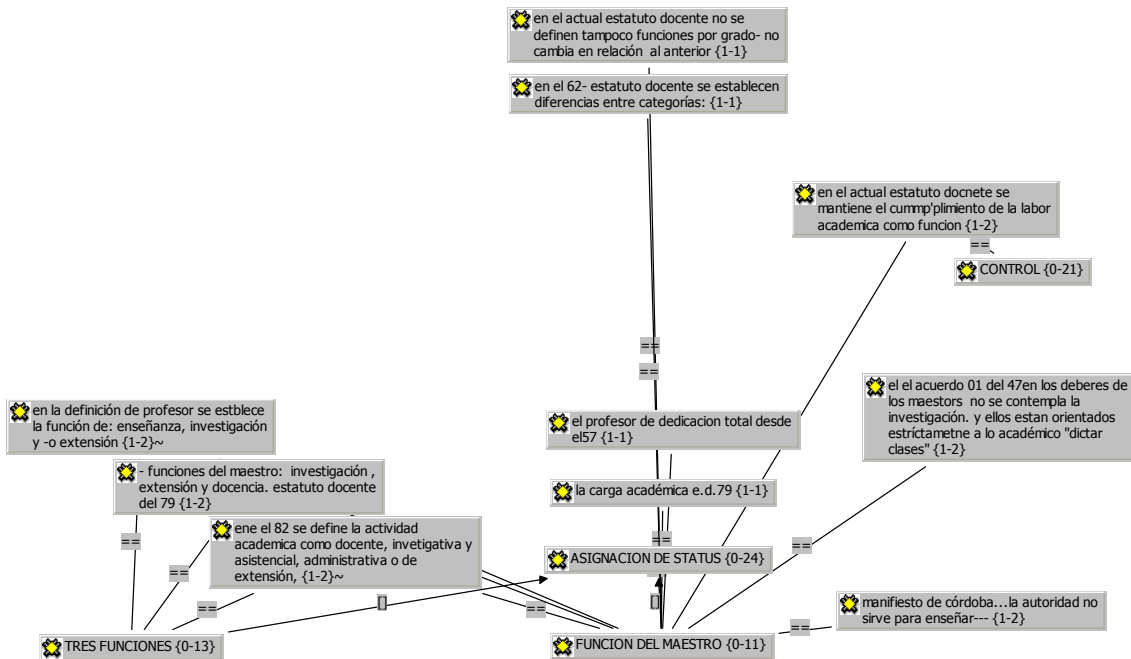 en el actual estatuto docente no se
definen tampoco funciones por grado- no
cambia en relación al anterior {1-1}
en el 62- estatuto docente se establecen
diferencias entre categorías: {1-1}
en el actual estatuto docnete se
mantiene el cummp'plimiento de la labor
academica como funcion {1-2}
==
CONTROL {0-21}
==
==
el el acuerdo 01 del 47en los deberes de
los maestors no se contempla la
investigación. y ellos estan orientados
estríctametne a lo académico "dictar
clases" {1-2}
en la definición de profesor se estblece
la función de: enseñanza, investigación
y -o extensión {1-2}~
el profesor de dedicacion total desde
el57 {1-1}
- funciones del maestro: investigación ,
extensión y docencia. estatuto docente
del 79 {1-2}
la carga académica e.d.79 {1-1}
ene el 82 se define la actividad
academica como docente, invetigativa y
asistencial, administrativa o de
extensión, {1-2}~
==
==
==
ASIGNACION DE STATUS {0-24}
==
==
[]
==
[]
manifiesto de córdoba...la autoridad no
sirve para enseñar--- {1-2}
==
TRES FUNCIONES {0-13}
FUNCION DEL MAESTRO {0-11}